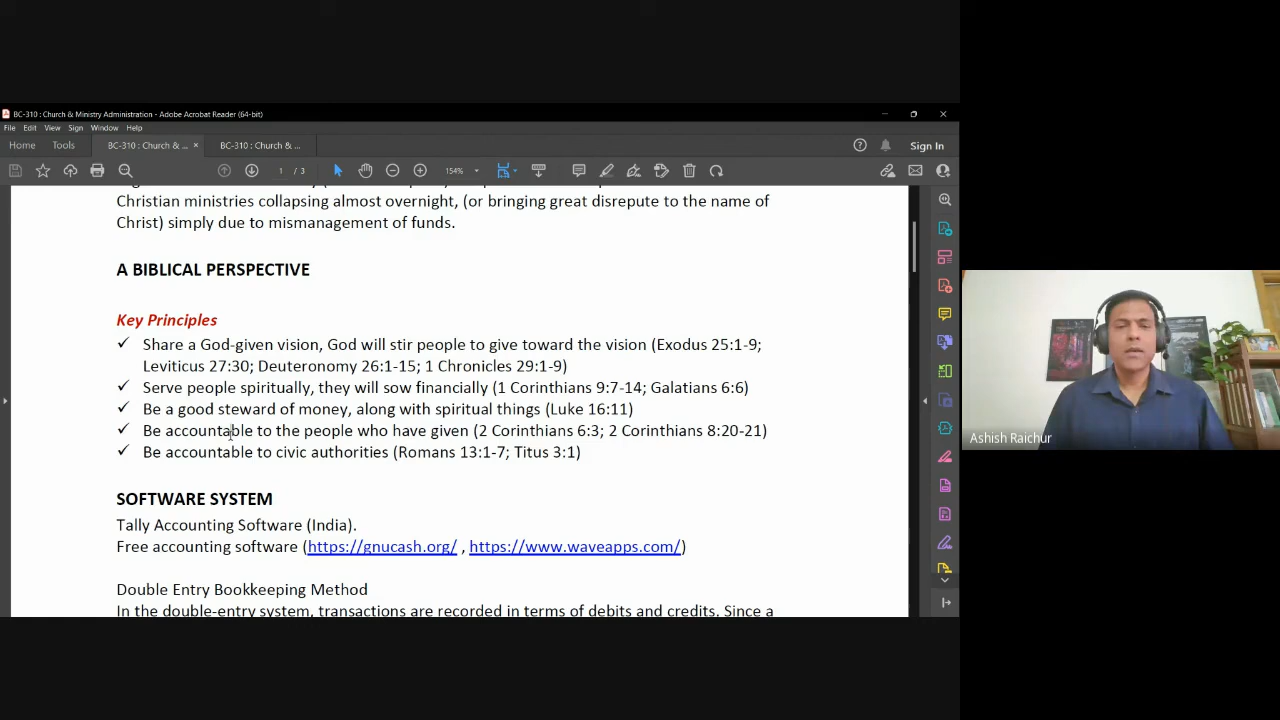 BC-310 : Church & Ministry Administration - Adobe Acrobat Reader (64-bit)
File Edit View Sign Window Help
Home Tools BC-310 : Church & ... × BC-310 : Church & ... Sign In
1 / 3 154%
Christian ministries collapsing almost overnight, (or bringing great disrepute to the name of
Christ) simply due to mismanagement of funds.
A BIBLICAL PERSPECTIVE
Key Principles
✓ Share a God-given vision, God will stir people to give toward the vision (Exodus 25:1-9;
Leviticus 27:30; Deuteronomy 26:1-15; 1 Chronicles 29:1-9)
✓ Serve people spiritually, they will sow financially (1 Corinthians 9:7-14; Galatians 6:6)
✓ Be a good steward of money, along with spiritual things (Luke 16:11)
✓ Be accountable to the people who have given (2 Corinthians 6:3; 2 Corinthians 8:20-21)
✓ Be accountable to civic authorities (Romans 13:1-7; Titus 3:1)
SOFTWARE SYSTEM
Tally Accounting Software (India).
Free accounting software (https://gnucash.org/ , https://www.waveapps.com/)
Double Entry Bookkeeping Method
In the double-entry system, transactions are recorded in terms of debits and credits. Since a
Ashish Raichur